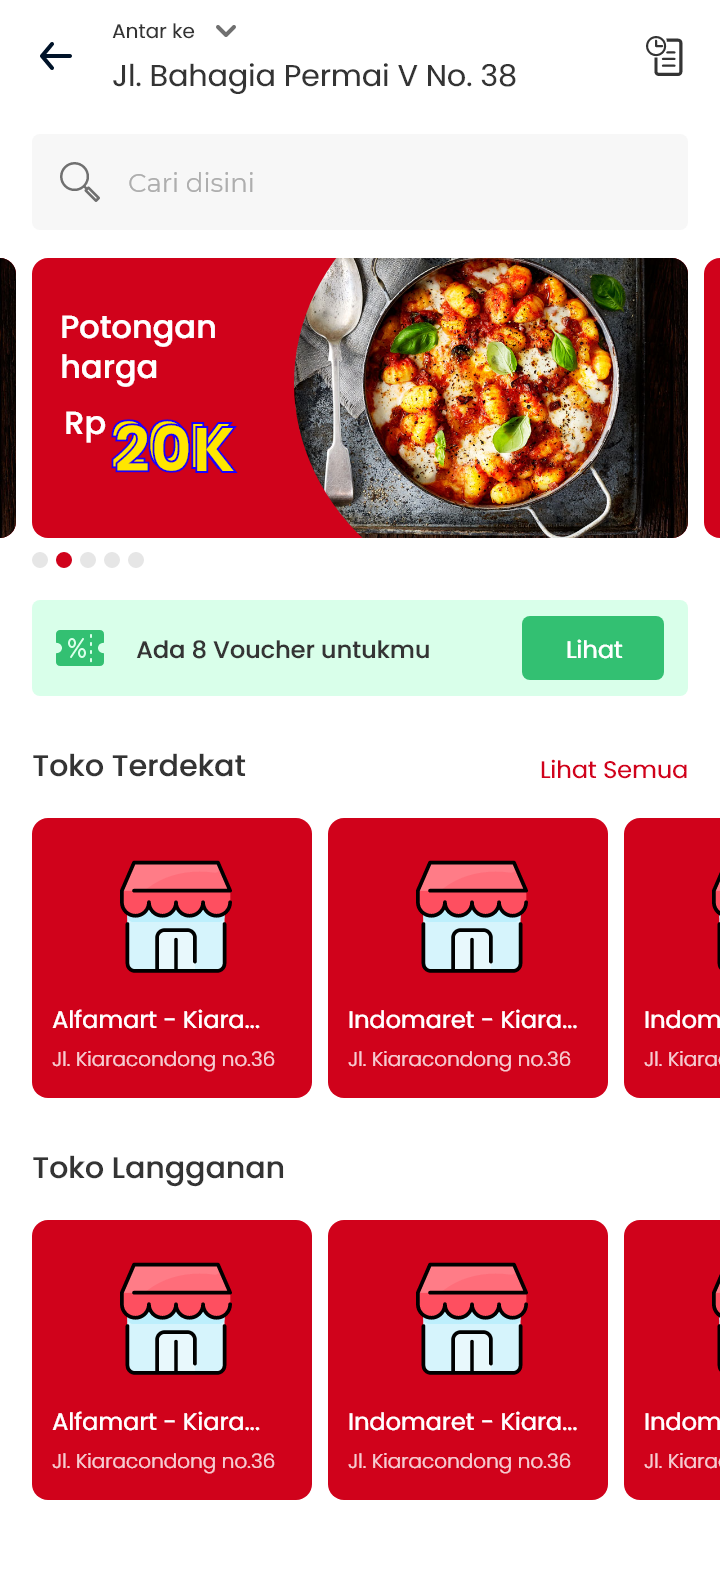 Antar ke
Jl. Bahagia Permai V No. 38
Cari disini
Potongan
harga
Rp 20K
% Ada 8 Voucher untukmu Lihat
Toko Terdekat Lihat Semua
Alfamart - Kiara... Indomaret - Kiara... Indom
Jl. Kiaracondong no.36 Jl. Kiaracondong no.36 Jl. Kiara
Toko Langganan
Alfamart - Kiara... Indomaret - Kiara... Indom
Jl. Kiaracondong no.36 Jl. Kiaracondong no.36 Jl. Kiara